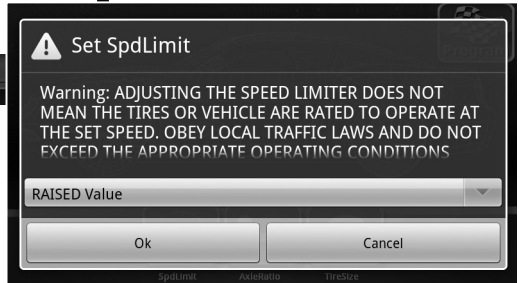 Program
Set SpdLimit
Warning: ADJUSTING THE SPEED LIMITER DOES NOT
MEAN THE TIRES OR VEHICLE ARE RATED TO OPERATE AT
THE SET SPEED. OBEY LOCAL TRAFFIC LAWS AND DO NOT
EXCEED THE APPROPRIATE OPERATING CONDITIONS
RAISED Value
Ok
Cancel
SpdLimit
AxleRatio
TireSize